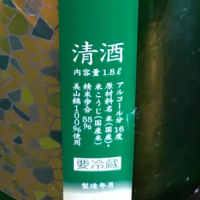 清酒
内容量1.8ℓ
アルコール分 16度
原材料名 米(国産)・
米こうじ(国産米)
精米歩合 55%
美山錦100%使用
要冷蔵
製造年月